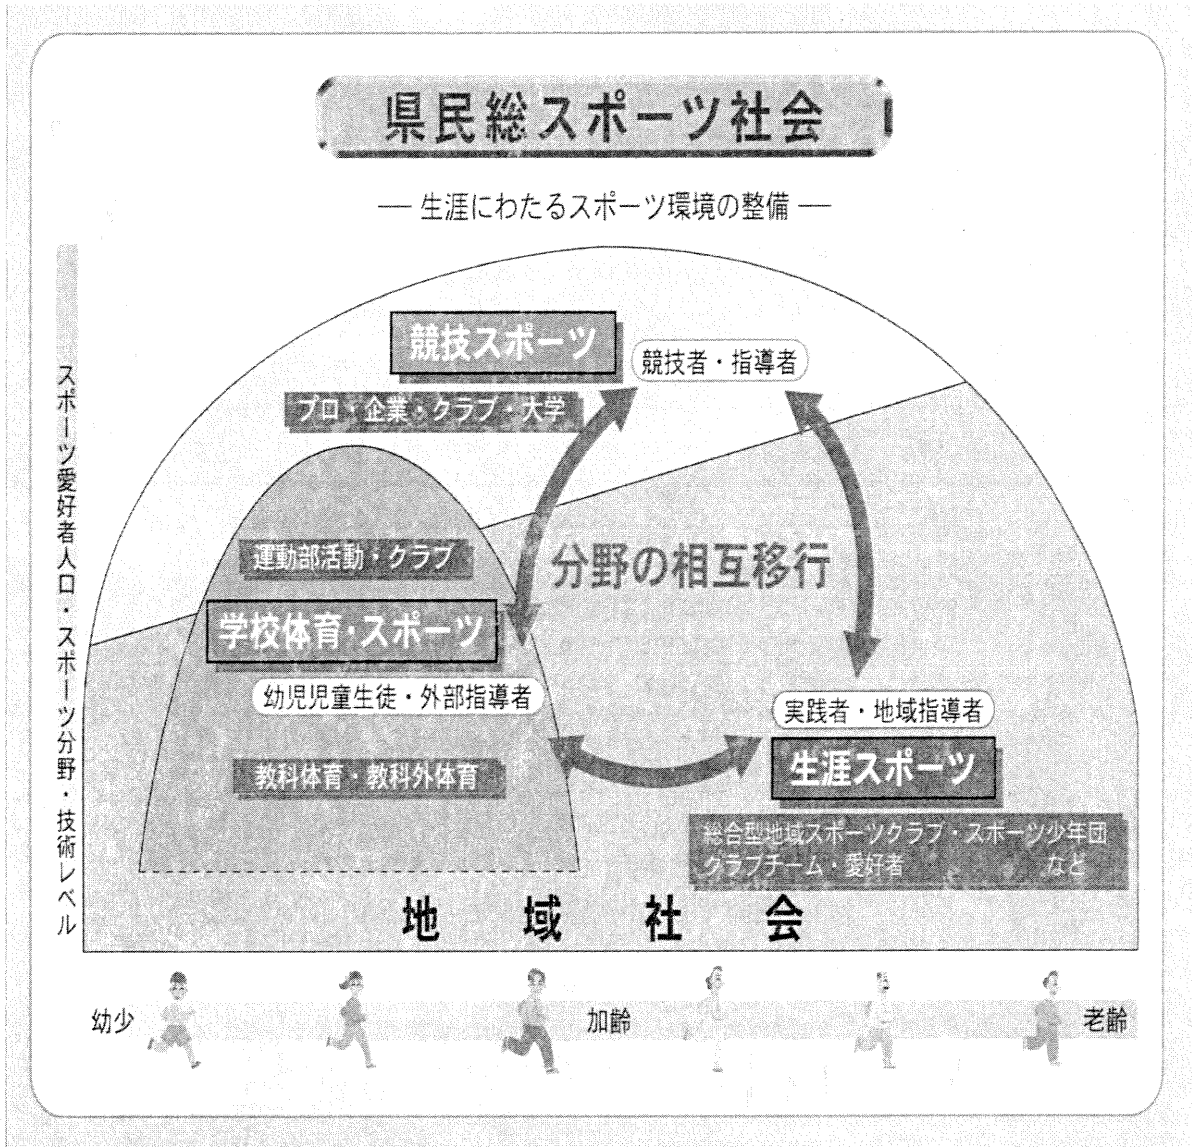 県民総スポーツ社会
― 生涯にわたるスポーツ環境の整備 ―
スポーツ愛好者人口・スポーツ分野・技術レベル
競技スポーツ
競技者・指導者
プロ・企業・クラブ・大学
分野の相互移行
運動部活動・クラブ
学校体育・スポーツ
幼児児童生徒・外部指導者
教科体育・教科外体育
実践者・地域指導者
生涯スポーツ
総合型地域スポーツクラブ・スポーツ少年団
クラブチーム・愛好者 など
地域社会
幼少 加齢 老齢